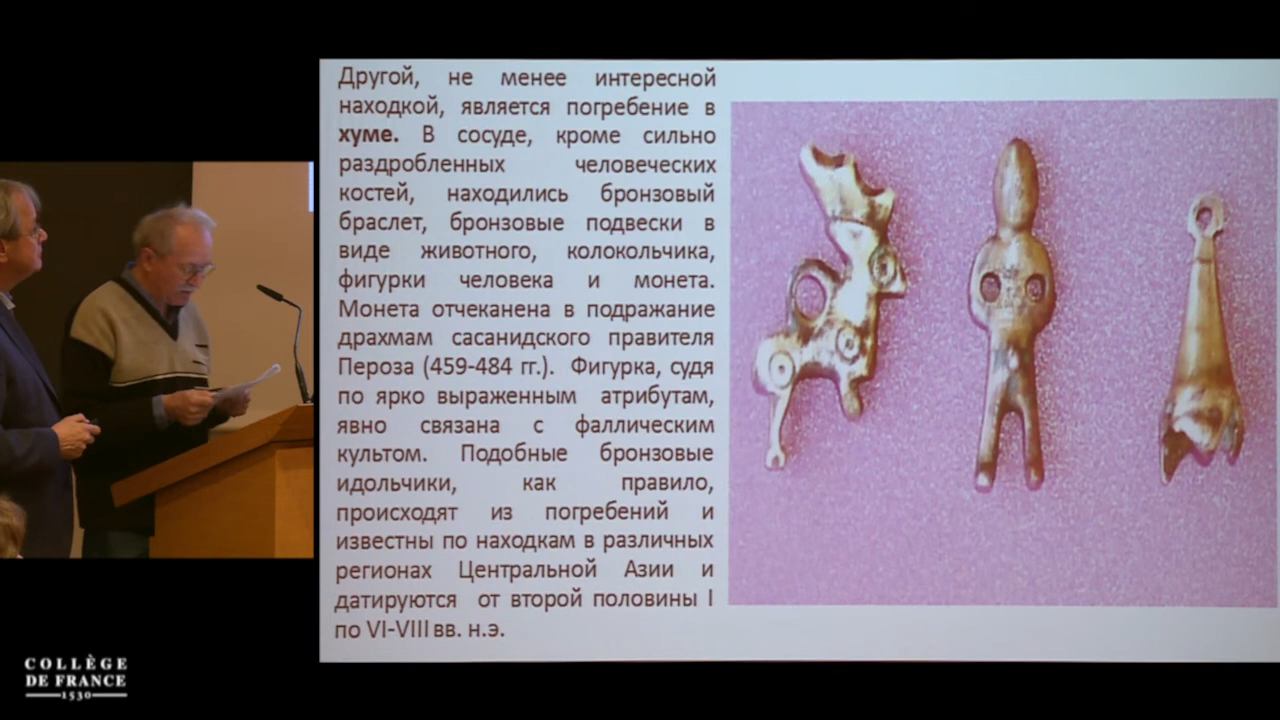 Другой, не менее интересной
находкой, является погребение в
хуме. В сосуде, кроме сильно
раздробленных человеческих
костей, находились бронзовый
браслет, бронзовые подвески в
виде животного, колокольчика,
фигурки человека и монета.
Монета отчеканена в подражание
драхмам сасанидского правителя
Пероза (459-484 гг.). Фигурка, судя
по ярко выраженным атрибутам,
явно связана с фаллическим
культом. Подобные бронзовые
идольчики, как правило,
происходят из погребений и
известны по находкам в различных
регионах Центральной Азии и
датируются от второй половины I
по VI-VIII вв. н.э.
COLLÈGE
DE FRANCE
1530